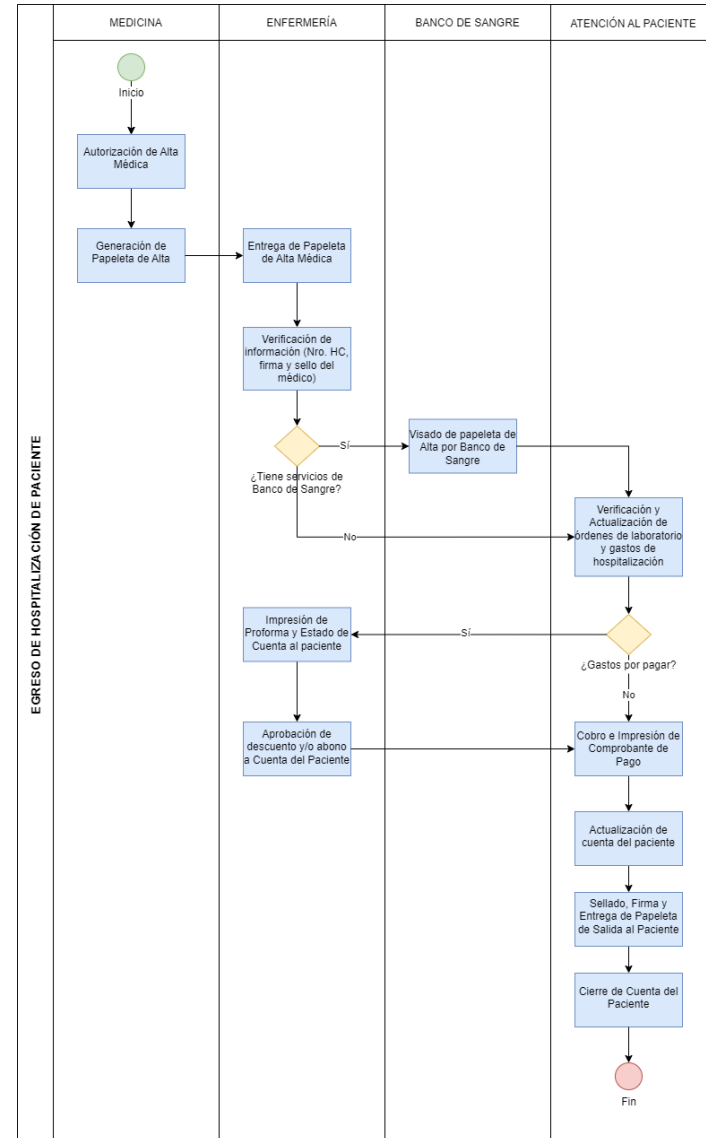 MEDICINA
ENFERMERÍA
BANCO DE SANGRE
ATENCIÓN AL PACIENTE
EGRESO DE HOSPITALIZACIÓN DE PACIENTE
Inicio
Autorización de Alta
Médica
Generación de
Papeleta de Alta
Entrega de Papeleta
de Alta Médica
Verificación de
información (Nro. HC,
firma y sello del
médico)
¿Tiene servicios de
Banco de Sangre?
Sí
Visado de papeleta de
Alta por Banco de
Sangre
No
Verificación y
Actualización de
órdenes de laboratorio
y gastos de
hospitalización
¿Gastos por pagar?
Sí
Impresión de
Proforma y Estado de
Cuenta al paciente
No
Aprobación de
descuento y/o abono
a Cuenta del Paciente
Cobro e Impresión de
Comprobante de
Pago
Actualización de
cuenta del paciente
Sellado, Firma y
Entrega de Papeleta
de Salida al Paciente
Cierre de Cuenta del
Paciente
Fin